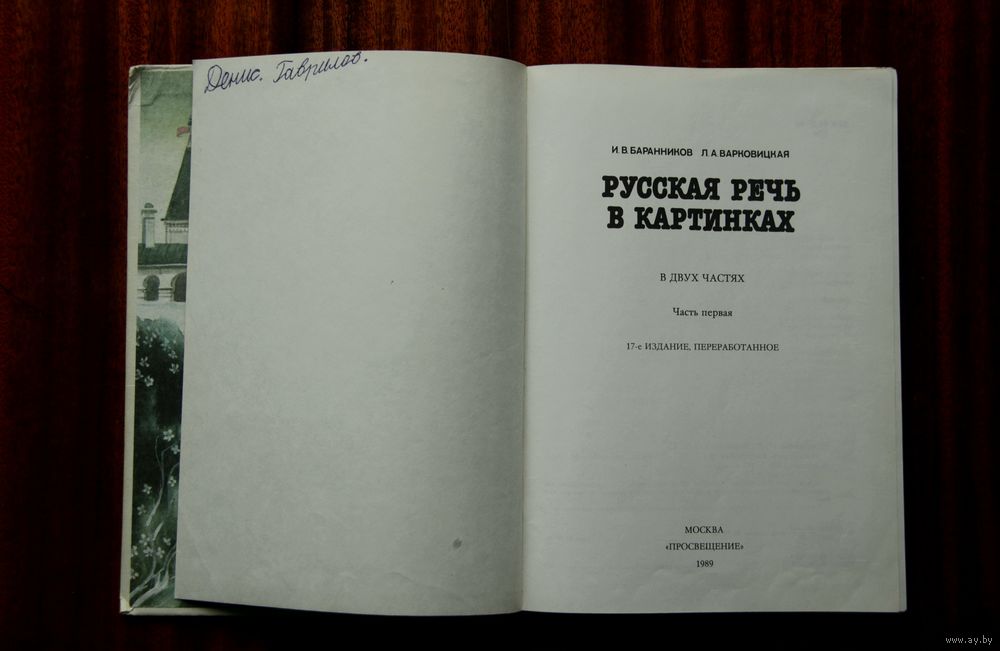 Денис. Гаврилов.
И. В. БАРАННИКОВ Л. А. ВАРКОВИЦКАЯ
РУССКАЯ РЕЧЬ
В КАРТИНКАХ
В ДВУХ ЧАСТЯХ
Часть первая
17-е ИЗДАНИЕ, ПЕРЕРАБОТАННОЕ
МОСКВА
«ПРОСВЕЩЕНИЕ»
1989
www.ay.by